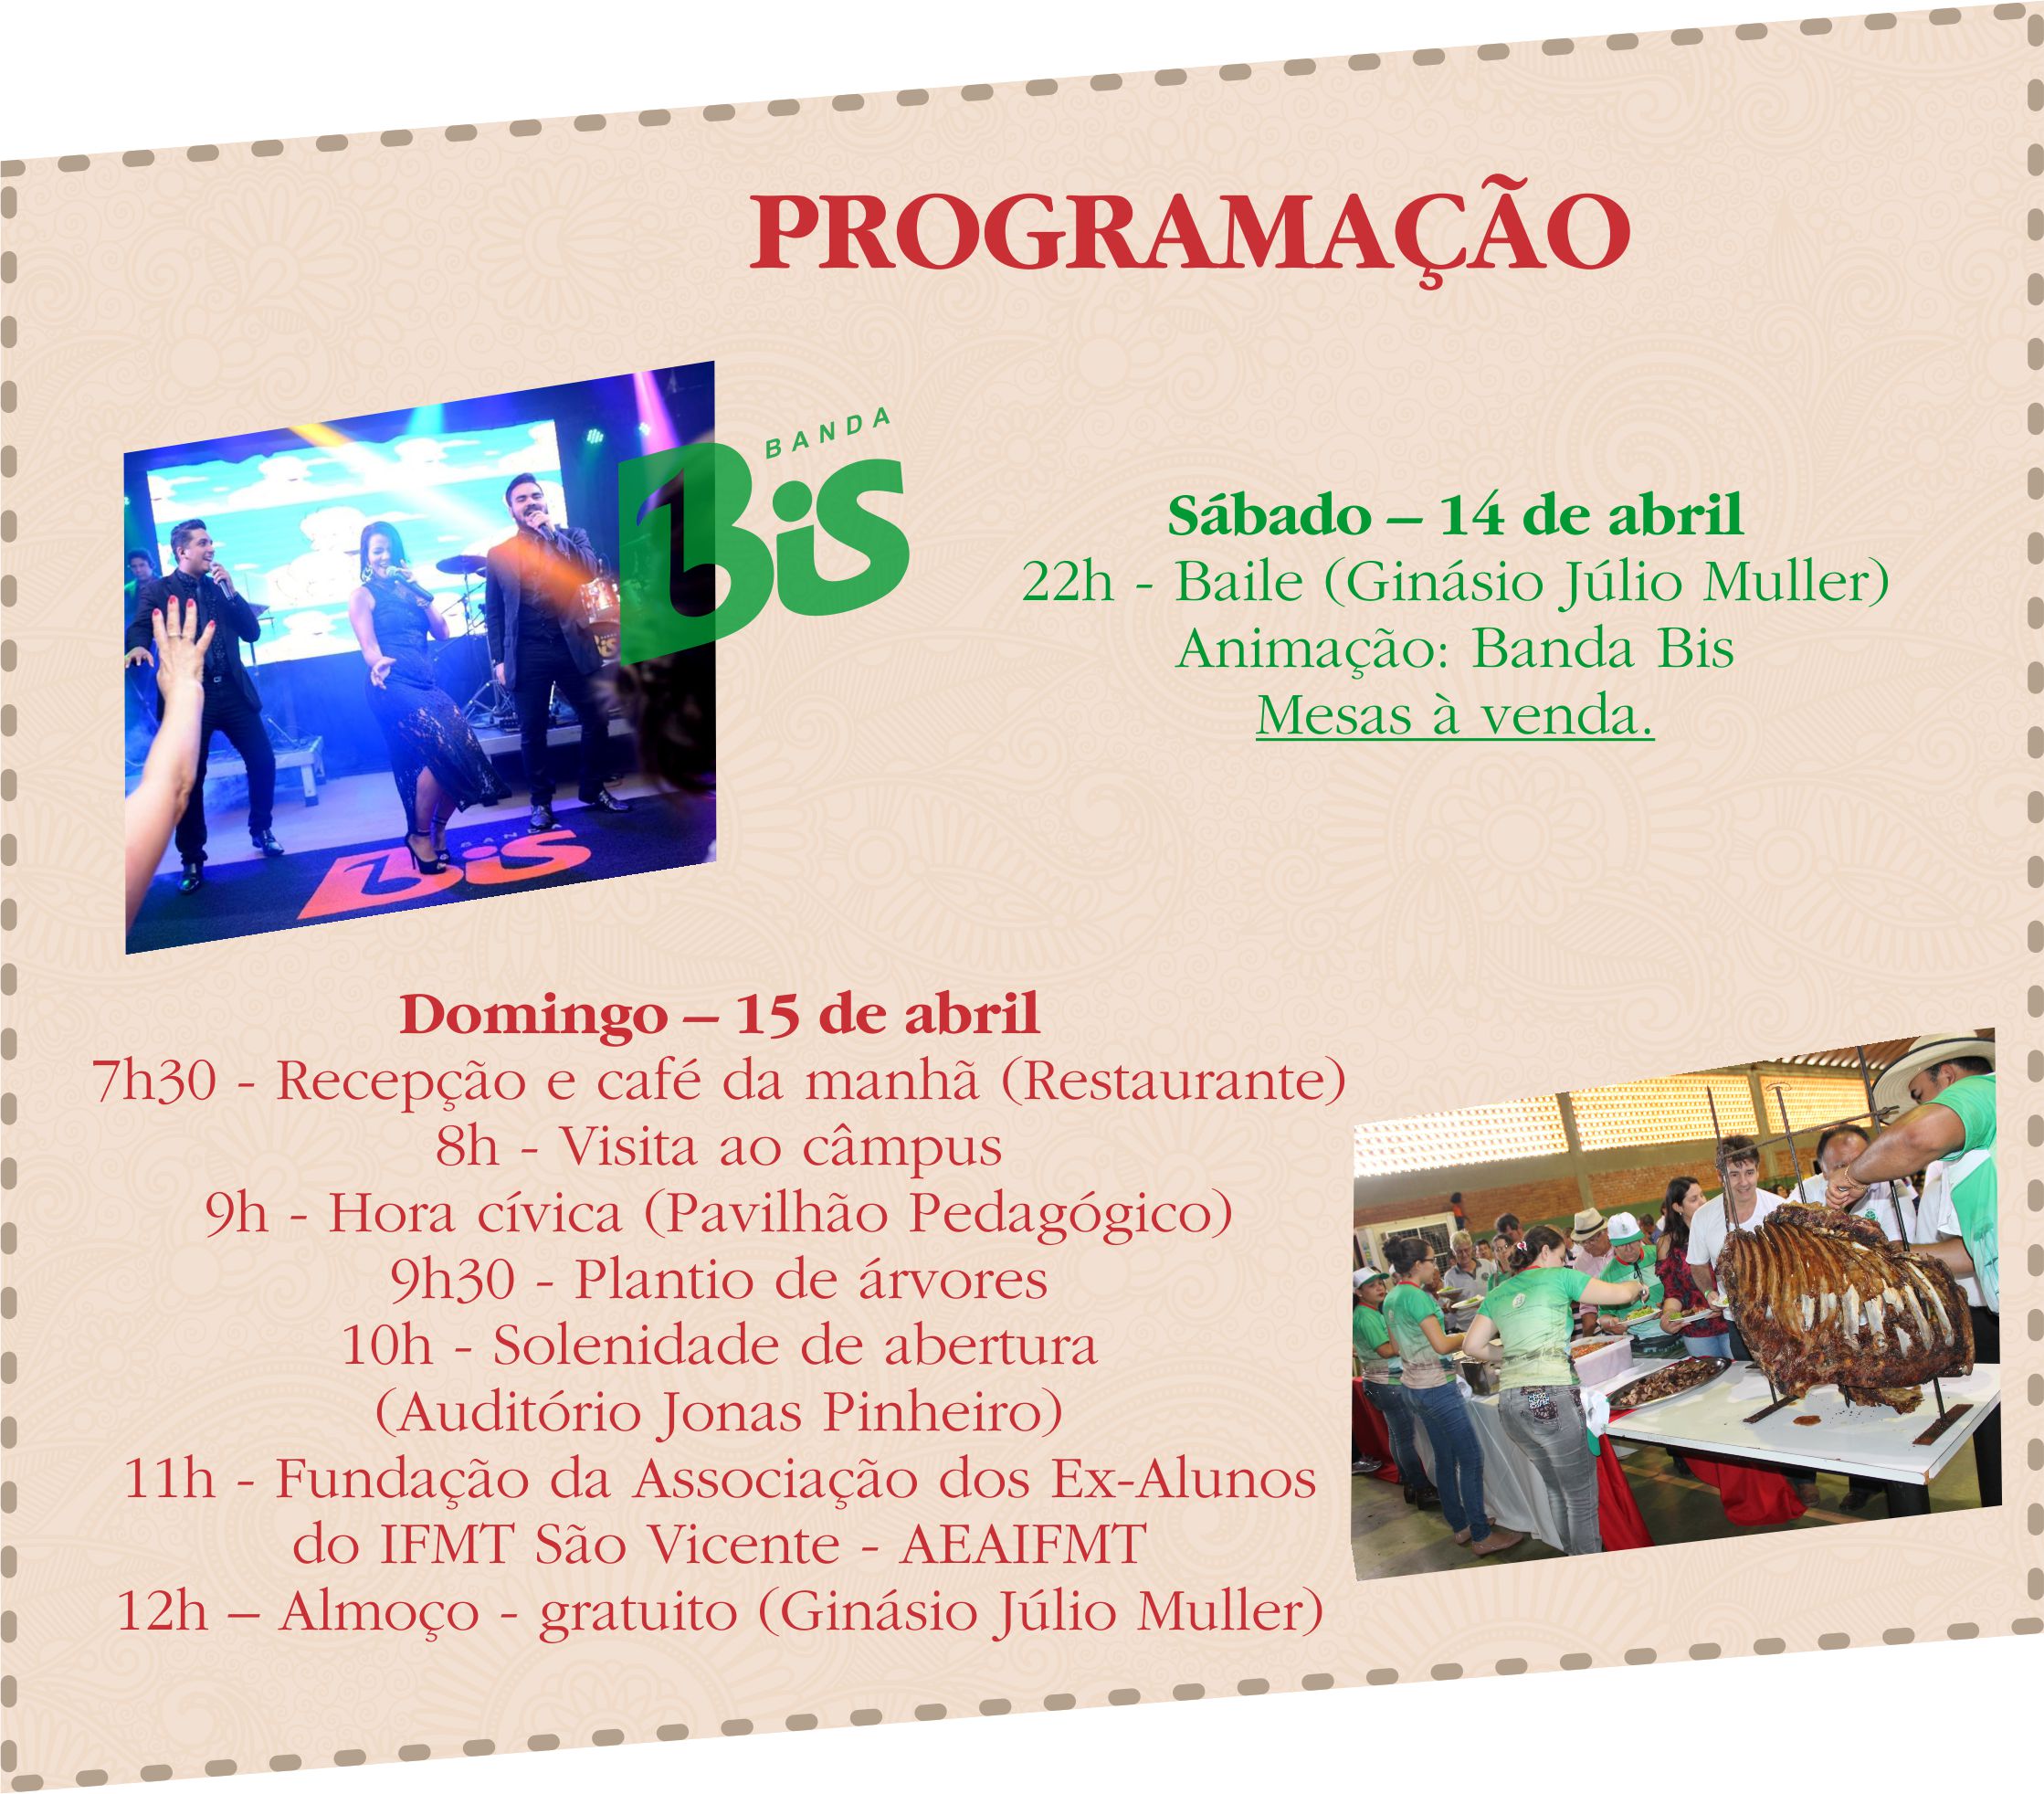 PROGRAMAÇÃO
BANDA
Bis
Sábado – 14 de abril
22h - Baile (Ginásio Júlio Muller)
Animação: Banda Bis
Mesas à venda.
BANDA
Bis
Domingo – 15 de abril
7h30 - Recepção e café da manhã (Restaurante)
8h - Visita ao câmpus
9h - Hora cívica (Pavilhão Pedagógico)
9h30 - Plantio de árvores
10h - Solenidade de abertura
(Auditório Jonas Pinheiro)
11h - Fundação da Associação dos Ex-Alunos
do IFMT São Vicente - AEAIFMT
12h – Almoço - gratuito (Ginásio Júlio Muller)